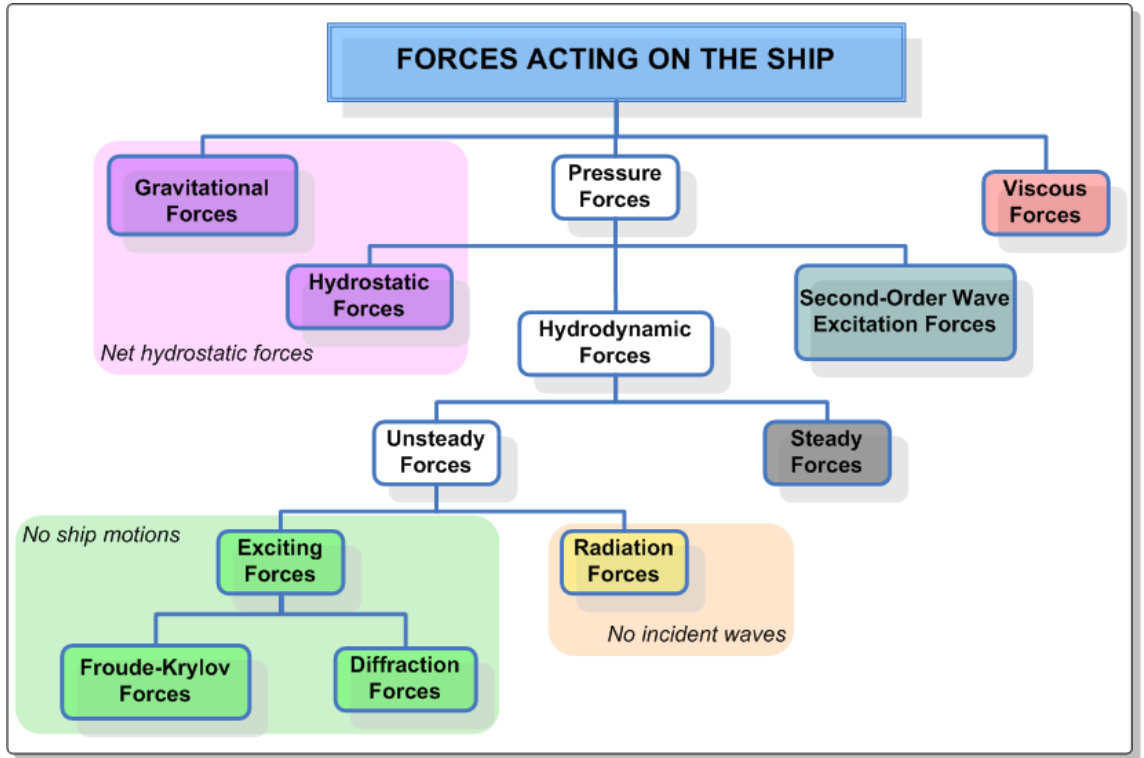 FORCES ACTING ON THE SHIP
Gravitational
Forces
Pressure
Forces
Viscous
Forces
Hydrostatic
Forces
Net hydrostatic forces
Hydrodynamic
Forces
Second-Order Wave
Excitation Forces
Unsteady
Forces
Steady
Forces
No ship motions
Exciting
Forces
Radiation
Forces
No incident waves
Froude-Krylov
Forces
Diffraction
Forces